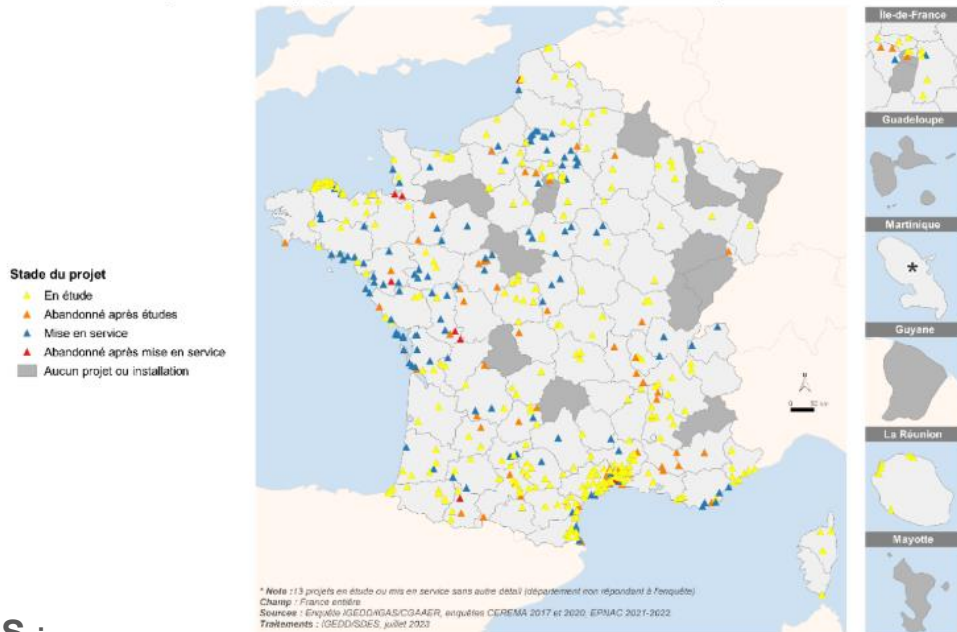 Stade du projet
En étude
Abandonné après études
Mise en service
Abandonné après mise en service
Aucun projet ou installation
N
0 50 km
Île-de-France
Guadeloupe
Martinique
*
Guyane
La Réunion
Mayotte
* Note :13 projets en étude ou mis en service sans autre détail (département non répondant à l'enquête)
Champ : France entière
Sources : Enquête IGEDD/IGAS/CGAAER, enquêtes CEREMA 2017 et 2020, EPNAC 2021-2022
Traitements : IGEDD/SDES, juillet 2023
S :